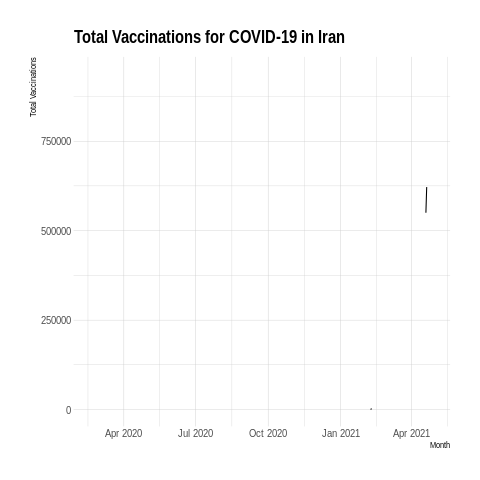 Total Vaccinations for COVID-19 in Iran
Total Vaccinations
750000
500000
250000
0
Apr 2020 Jul 2020 Oct 2020 Jan 2021 Apr 2021
Month